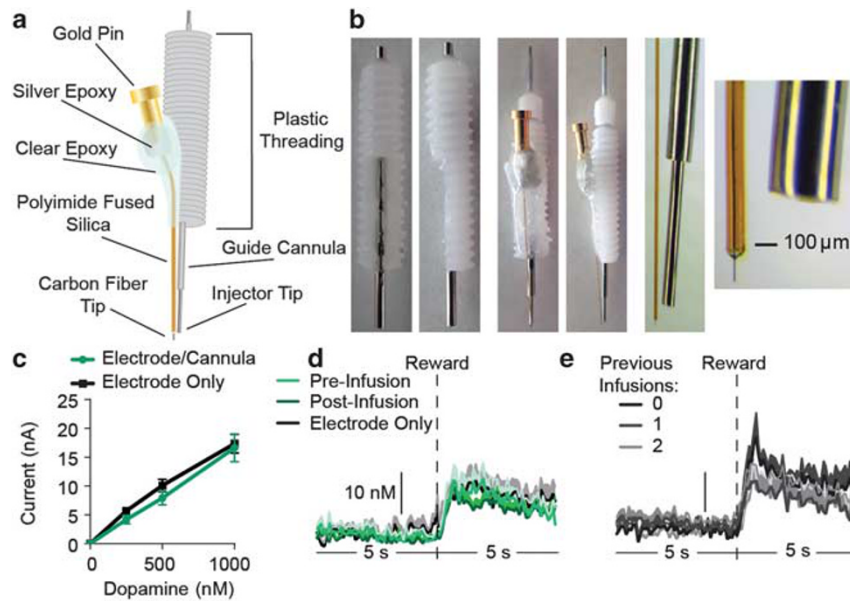 a
Gold Pin
Silver Epoxy
Clear Epoxy
Polyimide Fused
Silica
Carbon Fiber
Tip
Plastic
Threading
Guide Cannula
Injector Tip
b
100 µm
c
Electrode/Cannula
Electrode Only
Current (nA)
25
20
15
10
5
0
0
500
1000
Dopamine (nM)
d
Reward
Pre-Infusion
Post-Infusion
Electrode Only
10 nM
5 s
5 s
e
Previous
Infusions:
0
1
2
Reward
5 s
5 s